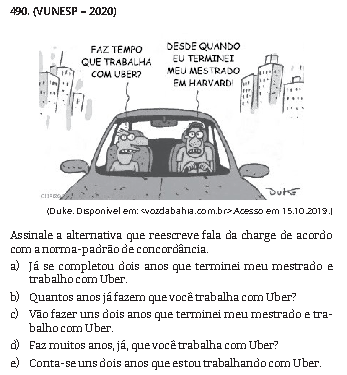 490. (VUNESP – 2020)
FAZ TEMPO
QUE TRABALHA
COM UBER?
DESDE QUANDO
EU TERMINEI
MEU MESTRADO
EM HARVARD!
DUKE
(Duke. Disponível em: <vozdabahia.com.br> Acesso em 15.10.2019.)
Assinale a alternativa que reescreve fala da charge de acordo
com a norma-padrão de concordância.
a) Já se completou dois anos que terminei meu mestrado e
trabalho com Uber.
b) Quantos anos já fazem que você trabalha com Uber?
c) Vão fazer uns dois anos que terminei meu mestrado e tra-
balho com Uber.
d) Faz muitos anos, já, que você trabalha com Uber?
e) Conta-se uns dois anos que estou trabalhando com Uber.